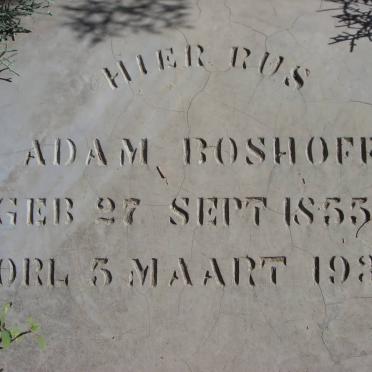 HIER RUS
ADAM BOSHOFF
GEB 27 SEPT
3 MAART